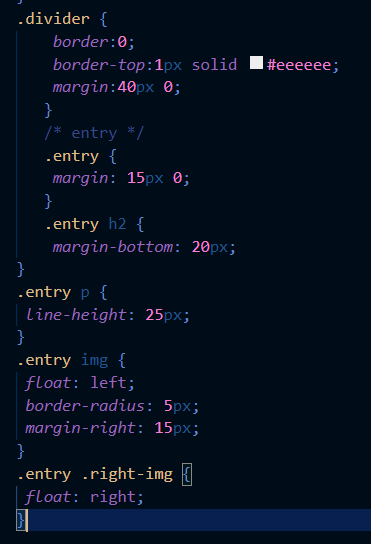 }
.divider {
border:0;
border-top:1px solid #eeeeee;
margin:40px 0;
}
/* entry */
.entry {
margin: 15px 0;
}
.entry h2 {
margin-bottom: 20px;
}
.entry p {
line-height: 25px;
}
.entry img {
float: left;
border-radius: 5px;
margin-right: 15px;
}
.entry .right-img {
float: right;
}